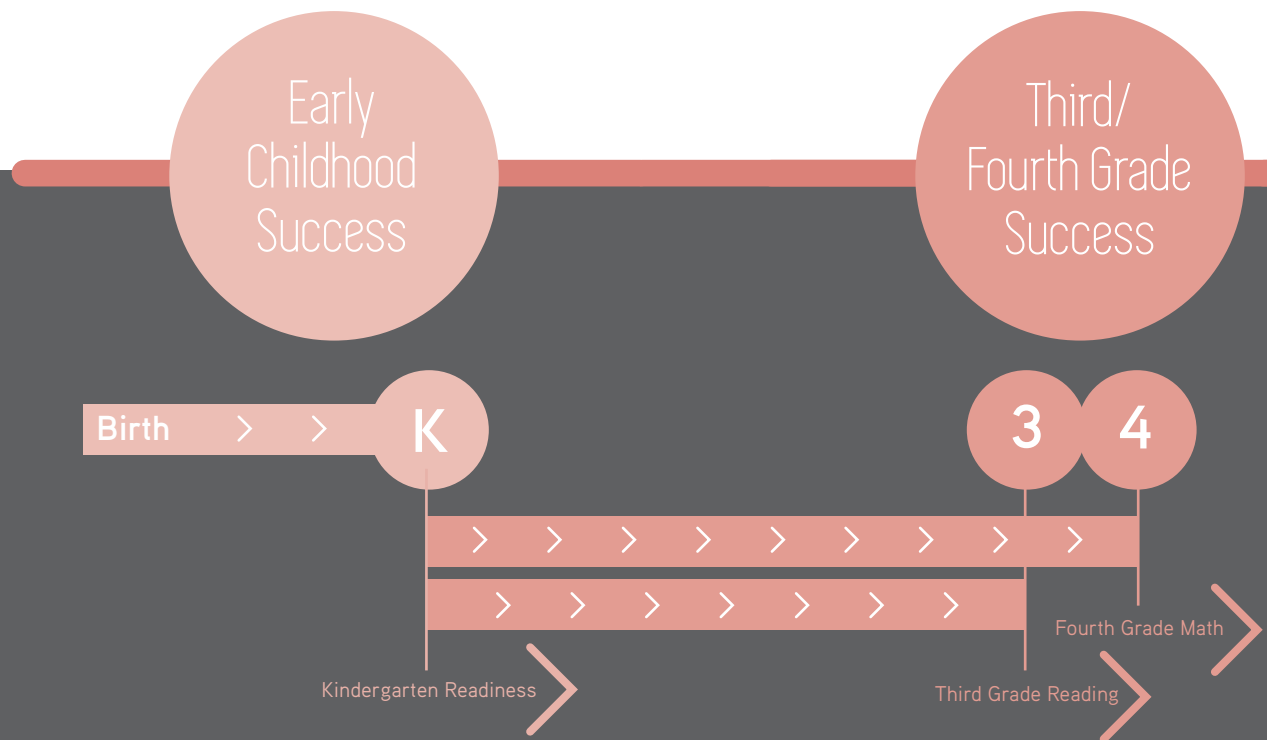 Early
Childhood
Success
Third/
Fourth Grade
Success
Birth
K
3
4
Fourth Grade Math
Kindergarten Readiness
Third Grade Reading